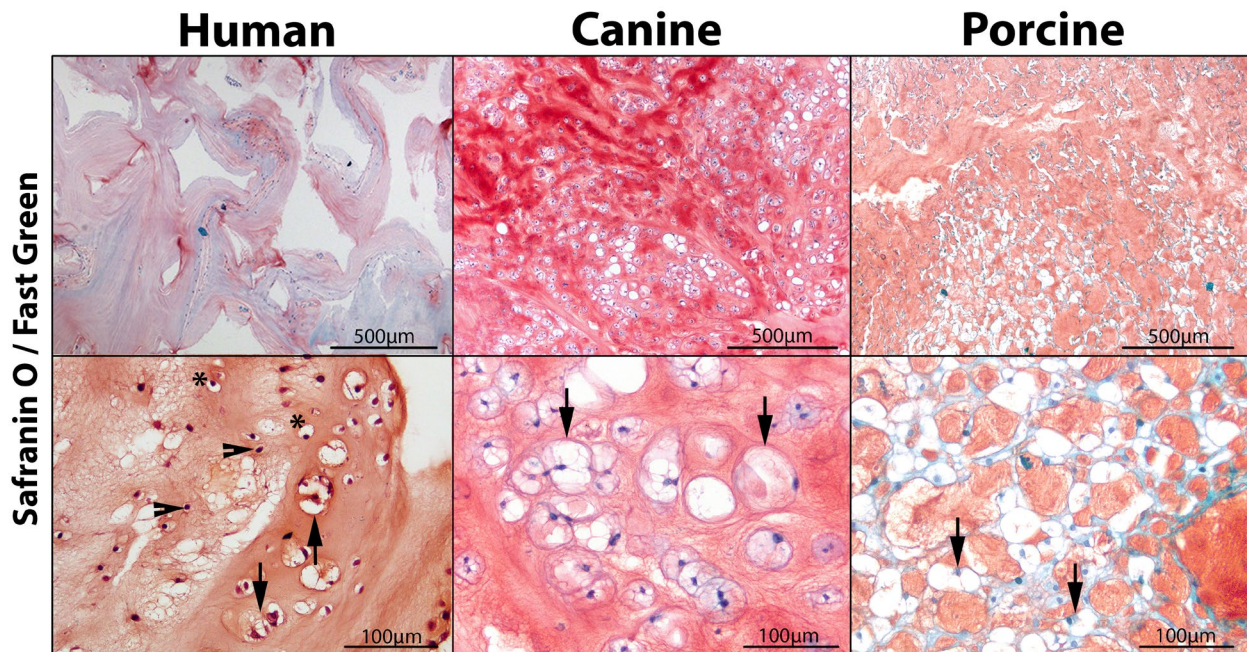 Human Canine Porcine
Safranin O / Fast Green
500µm 500µm 500µm
* *
100µm 100µm 100µm